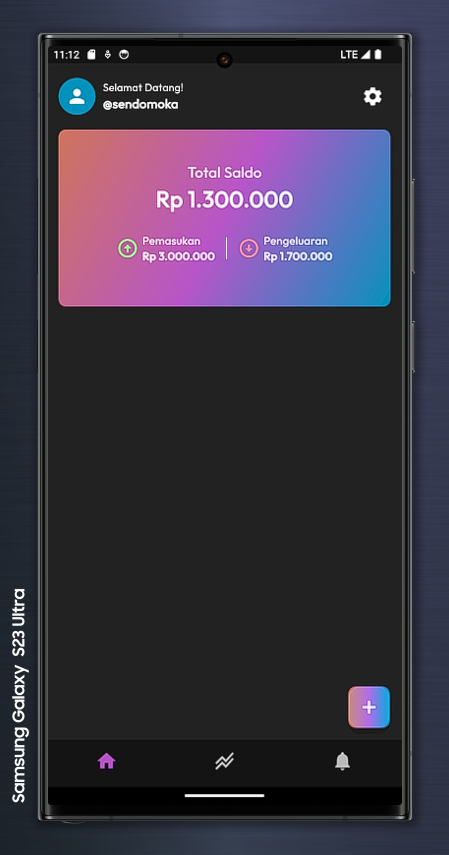 11:12
LTE
Selamat Datang!
@sendomoka
Total Saldo
Rp 1.300.000
Pemasukan
Rp 3.000.000
Pengeluaran
Rp 1.700.000
+
Samsung Galaxy S23 Ultra